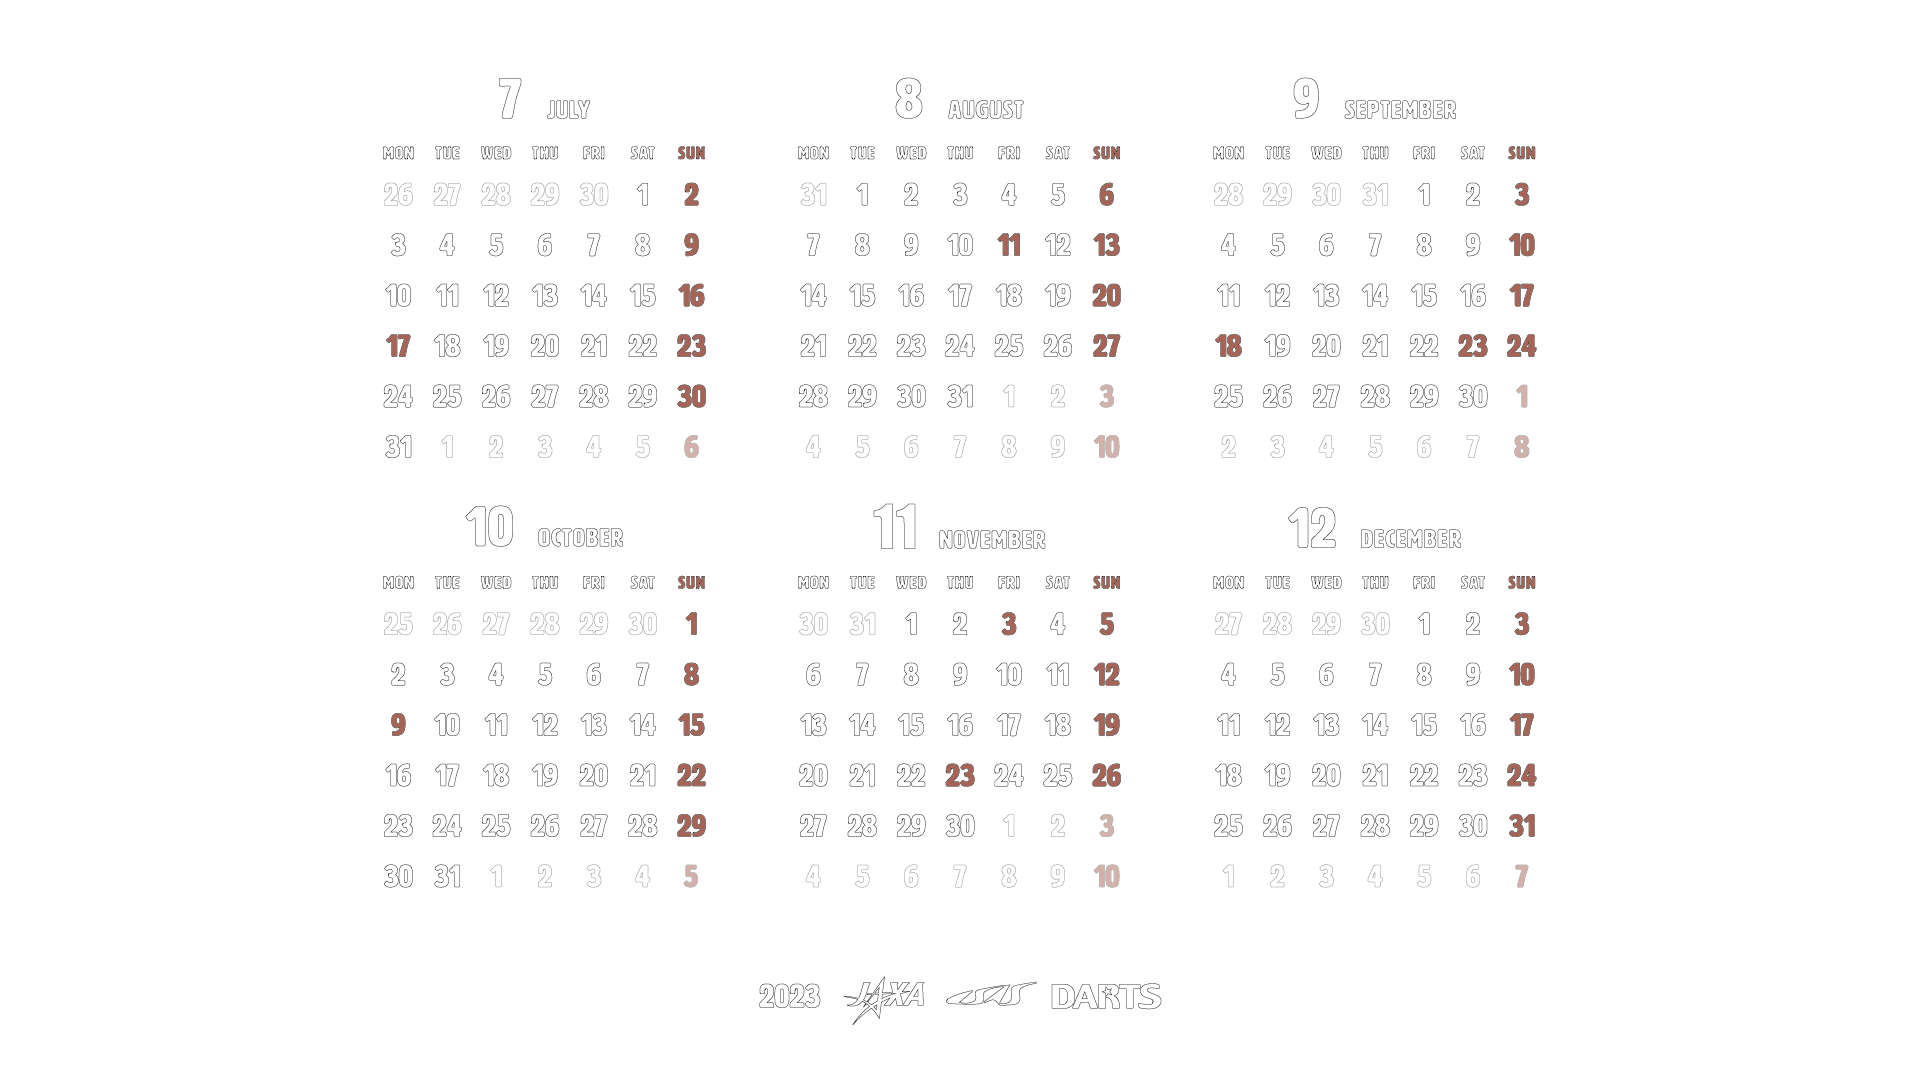 7 JULY
MON TUE WED THU FRI SAT SUN
26 27 28 29 30 1 2
3 4 5 6 7 8 9
10 11 12 13 14 15 16
17 18 19 20 21 22 23
24 25 26 27 28 29 30
31 1 2 3 4 5 6
8 AUGUST
MON TUE WED THU FRI SAT SUN
31 1 2 3 4 5 6
7 8 9 10 11 12 13
14 15 16 17 18 19 20
21 22 23 24 25 26 27
28 29 30 31 1 2 3
4 5 6 7 8 9 10
9 SEPTEMBER
MON TUE WED THU FRI SAT SUN
28 29 30 31 1 2 3
4 5 6 7 8 9 10
11 12 13 14 15 16 17
18 19 20 21 22 23 24
25 26 27 28 29 30 1
2 3 4 5 6 7 8
10 OCTOBER
MON TUE WED THU FRI SAT SUN
25 26 27 28 29 30 1
2 3 4 5 6 7 8
9 10 11 12 13 14 15
16 17 18 19 20 21 22
23 24 25 26 27 28 29
30 31 1 2 3 4 5
11 NOVEMBER
MON TUE WED THU FRI SAT SUN
30 31 1 2 3 4 5
6 7 8 9 10 11 12
13 14 15 16 17 18 19
20 21 22 23 24 25 26
27 28 29 30 1 2 3
4 5 6 7 8 9 10
12 DECEMBER
MON TUE WED THU FRI SAT SUN
27 28 29 30 1 2 3
4 5 6 7 8 9 10
11 12 13 14 15 16 17
18 19 20 21 22 23 24
25 26 27 28 29 30 31
1 2 3 4 5 6 7
2023 JAXA ISAS DARTS